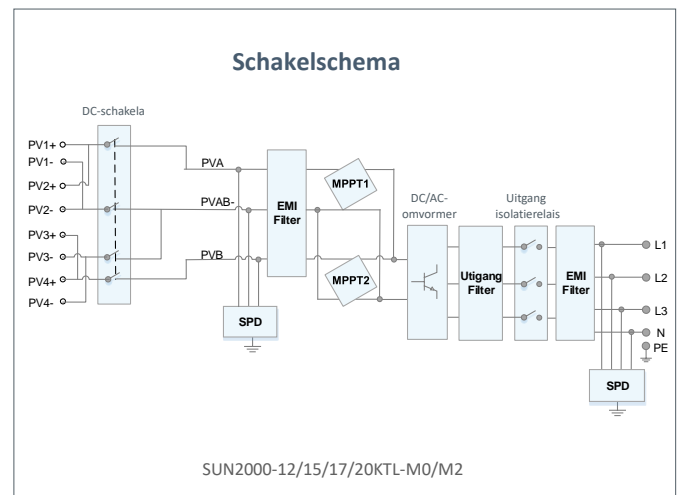 Schakelschema
DC-schakela
PV1+
PV1-
PV2+
PV2-
PV3+
PV3-
PV4+
PV4-
PVA
PVAB-
PVB
EMI
Filter
SPD
MPPT1
MPPT2
DC/AC-
omvormer
Utigang
Filter
Uitgang
isolatierelais
EMI
Filter
L1
L2
L3
N
PE
SPD
SUN2000-12/15/17/20KTL-M0/M2